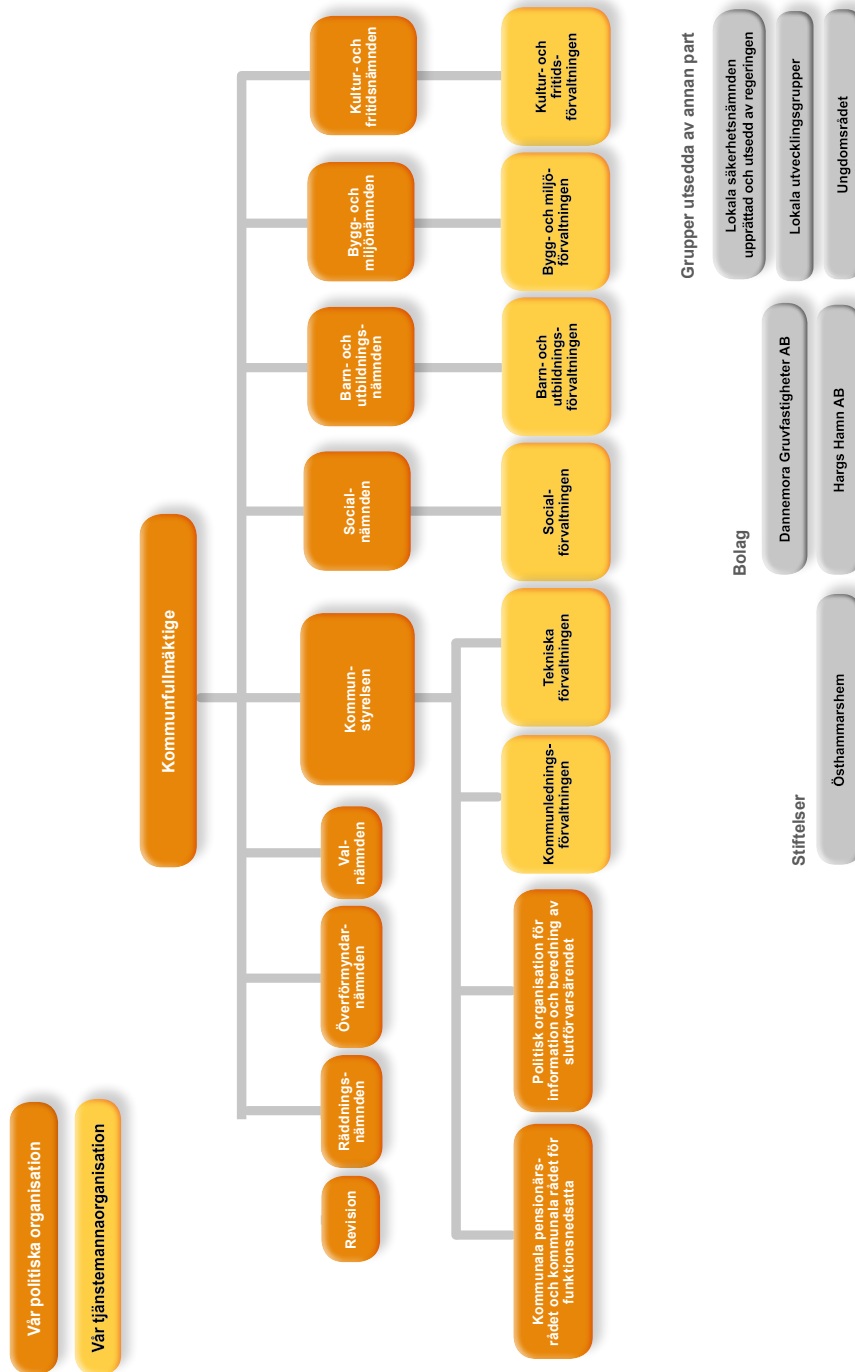 Vår politiska organisation
Vår tjänstemannaorganisation
Kommunfullmäktige
Revision
Räddnings-
nämnden
Överförmyndar-
nämnden
Val-
nämnden
Kommun-
styrelsen
Social-
nämnden
Barn- och
utbildnings-
nämnden
Bygg- och
miljönämnden
Kultur- och
fritidsnämnden
Kommunala pensionärs-
rådet och kommunala rådet för
funktionsnedsatta
Politisk organisation för
information och beredning av
slutförvarsärendet
Kommunlednings-
förvaltningen
Tekniska
förvaltningen
Social-
förvaltningen
Barn- och
utbildnings-
förvaltningen
Bygg- och miljö-
förvaltningen
Kultur- och
fritids-
förvaltningen
Stiftelser
Östhammarshem
Bolag
Dannemora Gruvfastigheter AB
Hargs Hamn AB
Grupper utsedda av annan part
Lokala säkerhetsnämnden
upprättad och utsedd av regeringen
Lokala utvecklingsgrupper
Ungdomsrådet